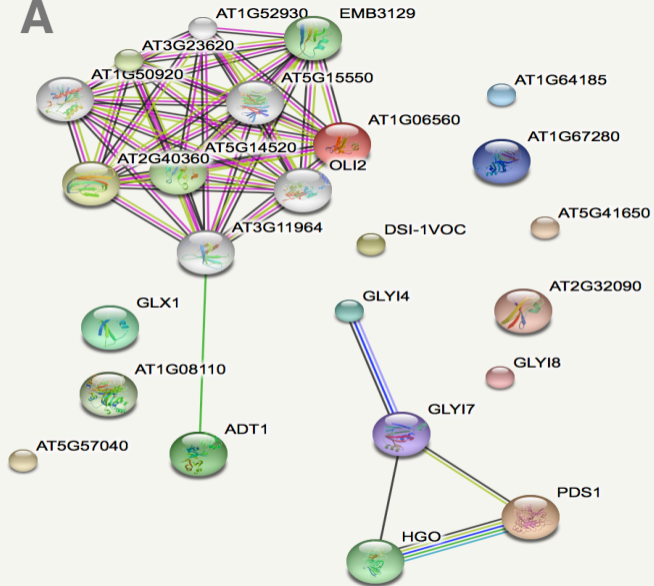 A
AT1G52930
EMB3129
AT3G23620
AT1G50920
AT5G15550
AT1G64185
AT1G06560
AT1G67280
AT5G14520
AT2G40360
OLI2
AT5G41650
AT3G11964
DSI-1VOC
AT2G32090
GLYI4
GLX1
GLYI8
AT1G08110
GLYI7
ADT1
AT5G57040
PDS1
HGO